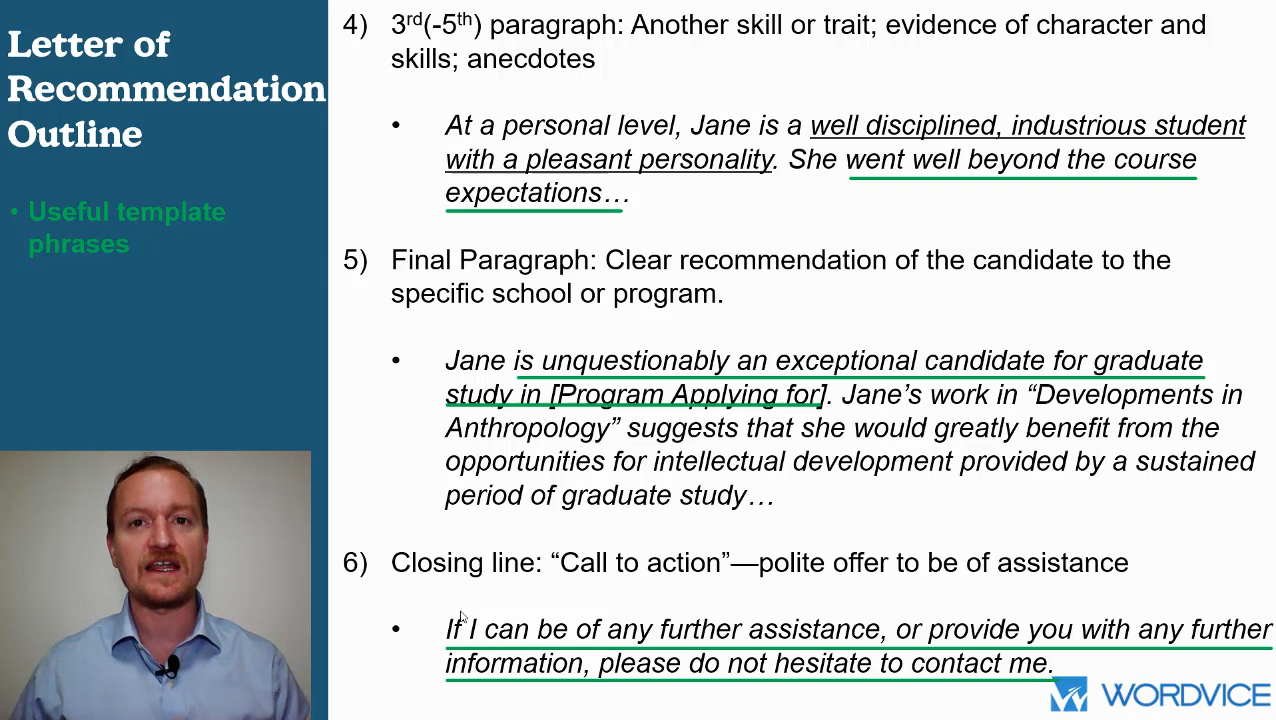 Letter of
Recommendation
Outline
• Useful template
phrases
4) 3rd(-5th) paragraph: Another skill or trait; evidence of character and
skills; anecdotes
• At a personal level, Jane is a well disciplined, industrious student
with a pleasant personality. She went well beyond the course
expectations…
5) Final Paragraph: Clear recommendation of the candidate to the
specific school or program.
• Jane is unquestionably an exceptional candidate for graduate
study in [Program Applying for]. Jane’s work in “Developments in
Anthropology” suggests that she would greatly benefit from the
opportunities for intellectual development provided by a sustained
period of graduate study…
6) Closing line: “Call to action”—polite offer to be of assistance
• If I can be of any further assistance, or provide you with any further
information, please do not hesitate to contact me.
WORDVICE